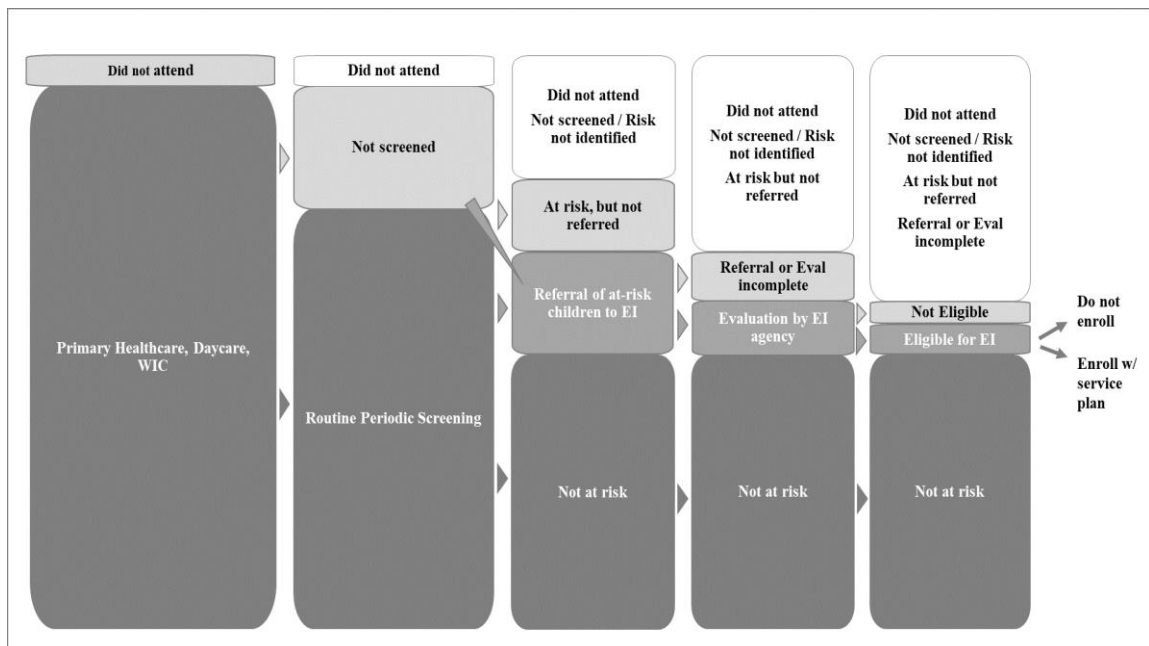 Did not attend
Primary Healthcare, Daycare,
WIC
Did not attend
Not screened
Routine Periodic Screening
Did not attend
Not screened / Risk
not identified
At risk, but not
referred
Referral of at-risk
children to EI
Not at risk
Did not attend
Not screened / Risk
not identified
At risk but not
referred
Referral or Eval
incomplete
Evaluation by EI
agency
Not at risk
Did not attend
Not screened / Risk
not identified
At risk but not
referred
Referral or Eval
incomplete
Not Eligible
Eligible for EI
Not at risk
Do not
enroll
Enroll w/
service
plan